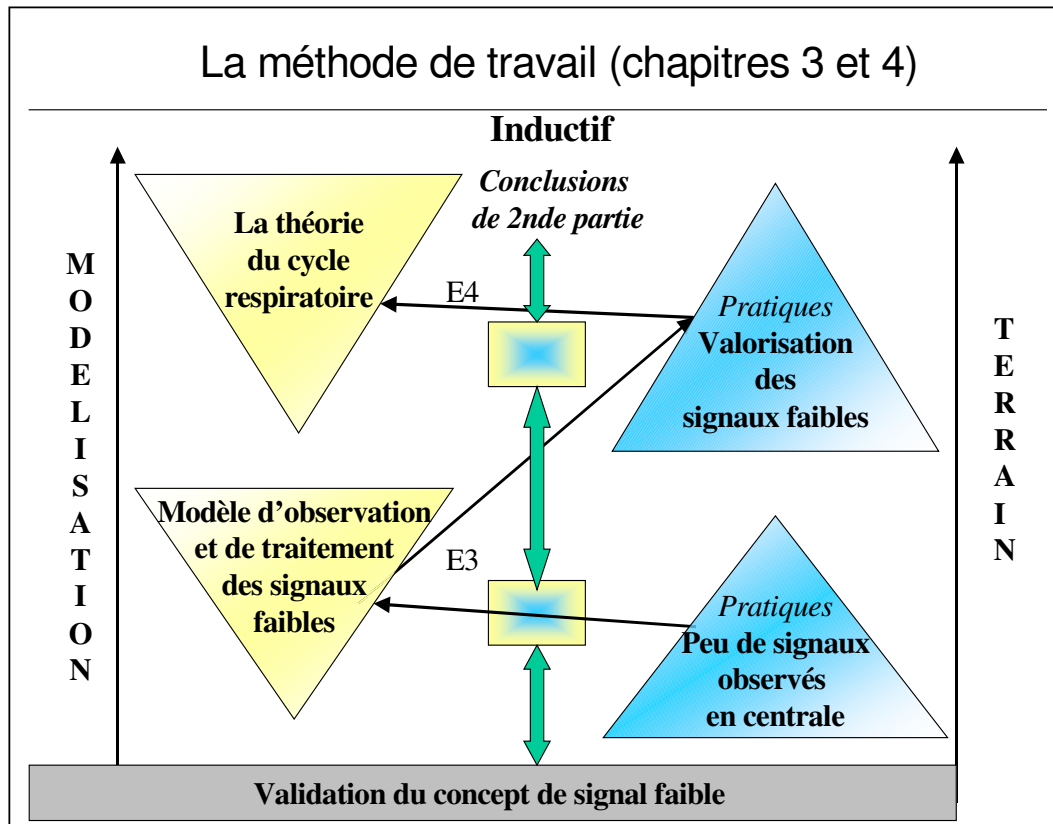 La méthode de travail (chapitres 3 et 4)
Inductif
Conclusions
de 2nde partie
MODELISATION
La théorie
du cycle
respiratoire
E4
Pratiques
Valorisation
des
signaux faibles
TERRAIN
Modèle d'observation
et de traitement
des signaux
faibles
E3
Pratiques
Peu de signaux
observés
en centrale
Validation du concept de signal faible